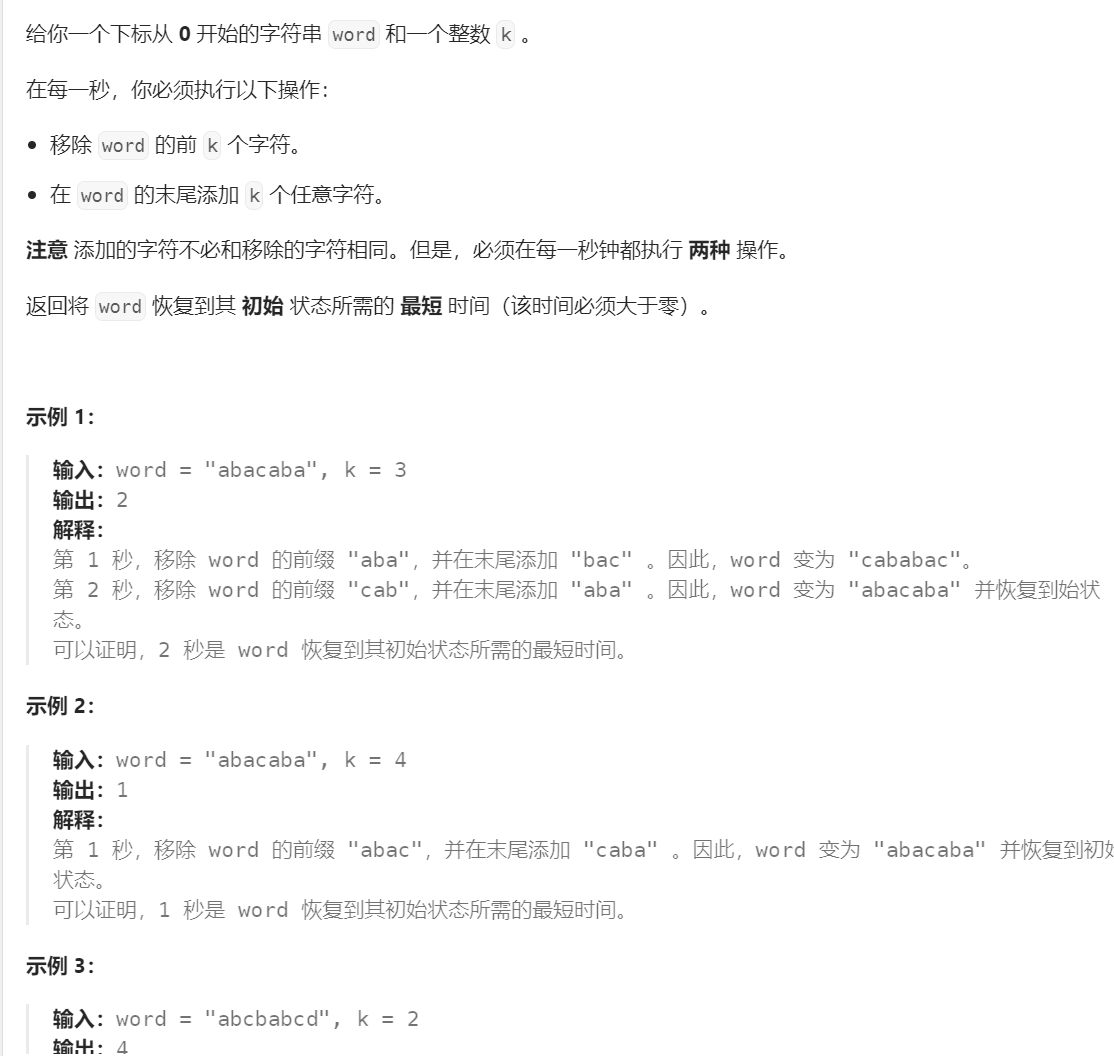 给你一个下标从 0 开始的字符串 word 和一个整数 k 。
在每一秒，你必须执行以下操作：
移除 word 的前 k 个字符。
在 word 的末尾添加 k 个任意字符。
注意 添加的字符不必和移除的字符相同。但是，必须在每一秒钟都执行 两种 操作。
返回将 word 恢复到其 初始 状态所需的 最短 时间（该时间必须大于零）。
示例 1：
输入：word = "abacaba", k = 3
输出：2
解释：
第 1 秒，移除 word 的前缀 "aba"，并在末尾添加 "bac" 。因此，word 变为 "cababac"。
第 2 秒，移除 word 的前缀 "cab"，并在末尾添加 "aba" 。因此，word 变为 "abacaba" 并恢复到始状
态。
可以证明，2 秒是 word 恢复到其初始状态所需的最短时间。
示例 2：
输入：word = "abacaba", k = 4
输出：1
解释：
第 1 秒，移除 word 的前缀 "abac"，并在末尾添加 "caba" 。因此，word 变为 "abacaba" 并恢复到初始
状态。
可以证明，1 秒是 word 恢复到其初始状态所需的最短时间。
示例 3：
输入：word = "abcbabcd", k = 2
输出：4